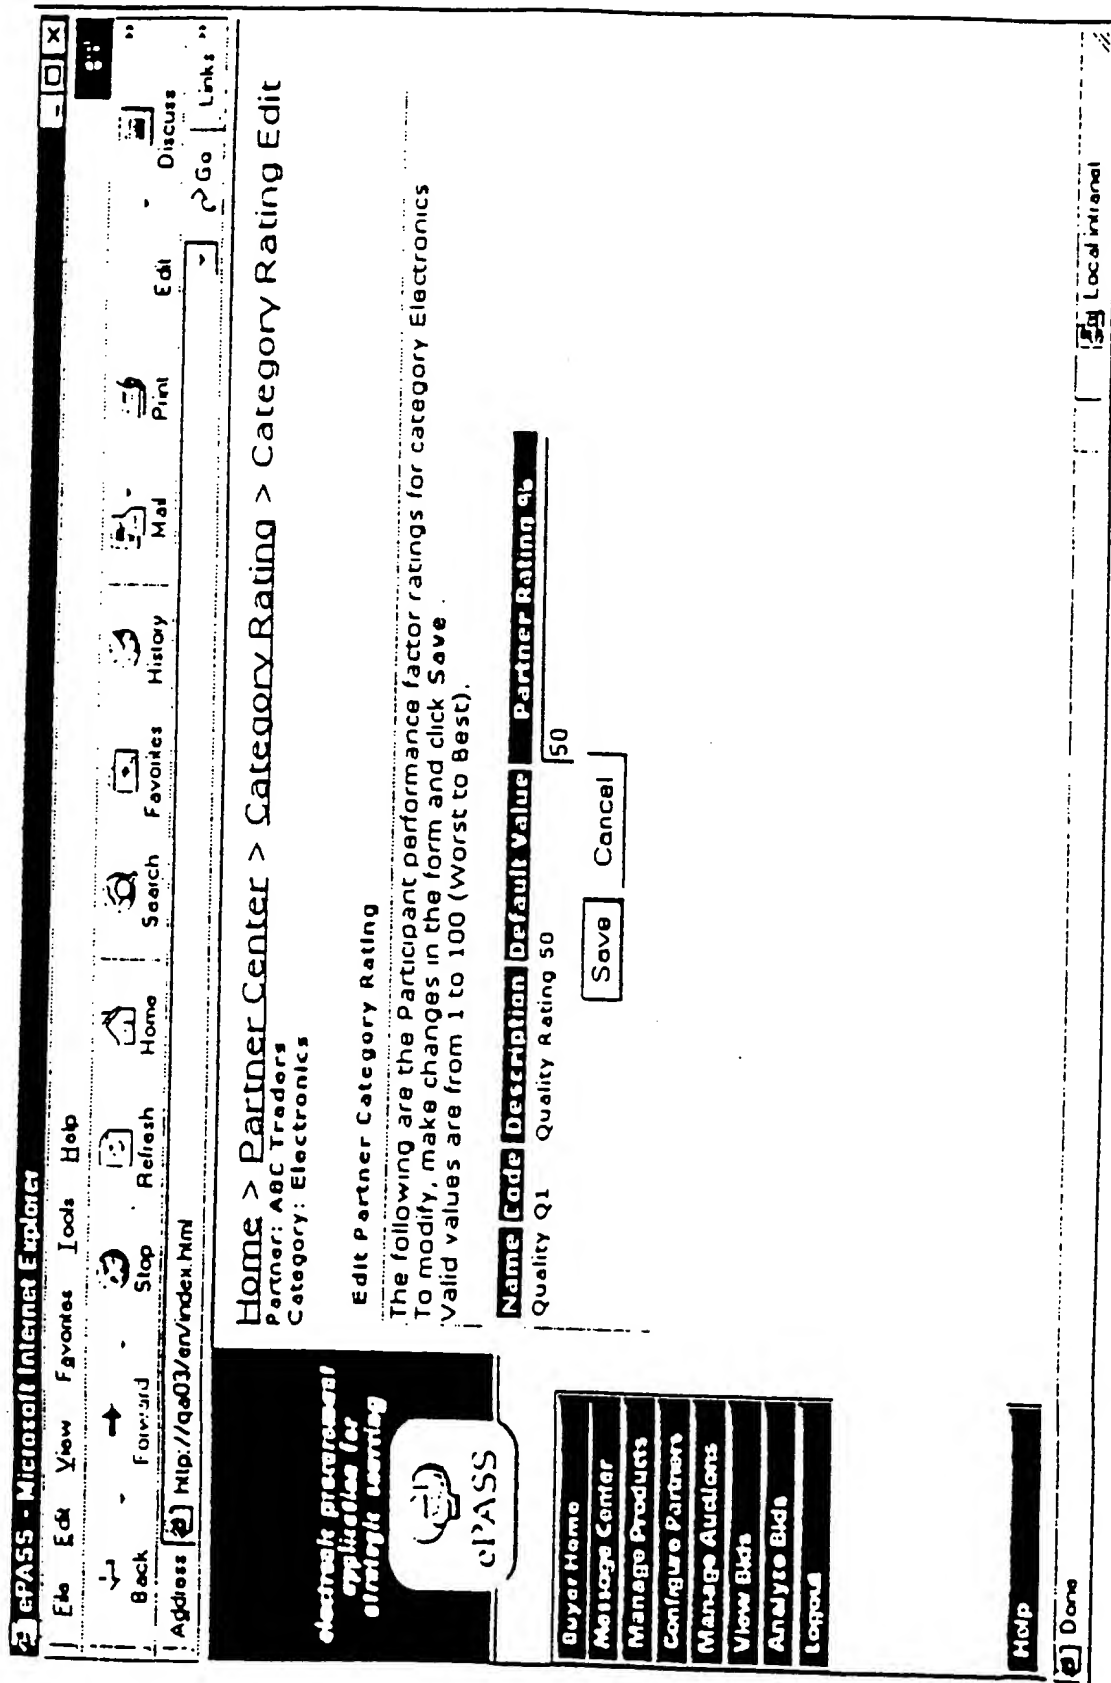 ePASS - Microsoft Internet Explorer
File Edit View Favorites Tools Help
Back Forward Stop Refresh Home Search Favorites History Mail Print Edit Discuss
Address http://qa03/en/index.html Go Links »
electronic procurement
application for
strategic sourcing
ePASS
Buyer Home
Message Center
Manage Products
Configure Partners
Manage Auctions
View Bids
Analyze Bids
Logout
Help
Home > Partner Center > Category Rating > Category Rating Edit
Partner: ABC Traders
Category: Electronics
Edit Partner Category Rating
The following are the Participant performance factor ratings for category Electronics
To modify, make changes in the form and click Save.
Valid values are from 1 to 100 (Worst to Best).
Name Code Description Default Value Partner Rating %
Quality Q1 Quality Rating 50 50
Save Cancel
Done Local intranet